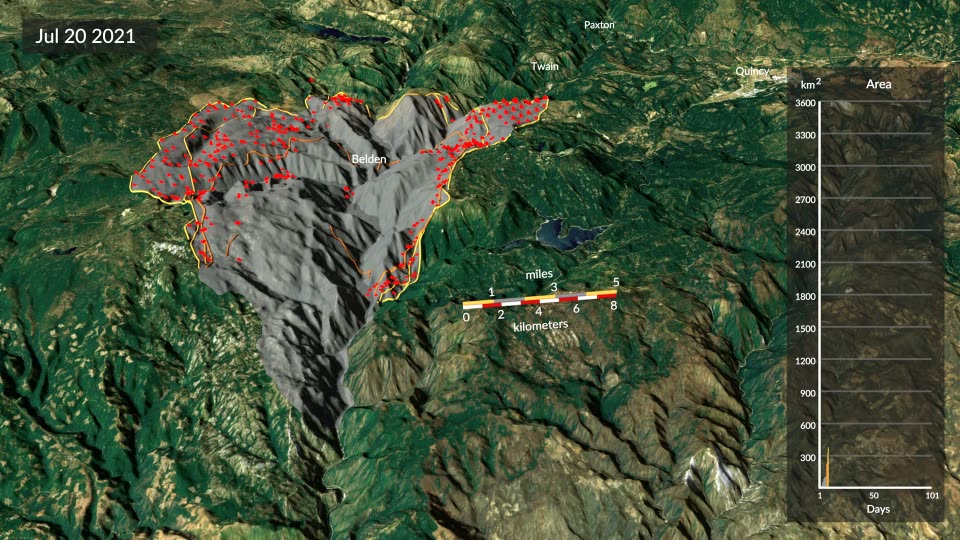 Jul 20 2021
Paxton
Twain
Quincy
Belden
miles
1 3 5
0 2 4 6 8
kilometers
km2 Area
3600
3300
3000
2700
2400
2100
1800
1500
1200
900
600
300
1 50 101
Days